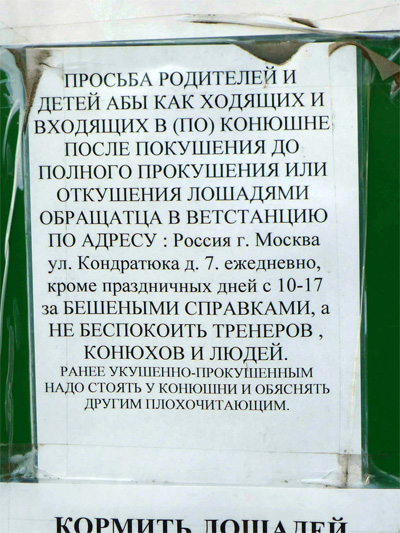 ПРОСЬБА РОДИТЕЛЕЙ И
ДЕТЕЙ АБЫ КАК ХОДЯЩИХ И
ВХОДЯЩИХ В (ПО) КОНЮШНЕ
ПОСЛЕ ПОКУШЕНИЯ ДО
ПОЛНОГО ПРОКУШЕНИЯ ИЛИ
ОТКУШЕНИЯ ЛОШАДЯМИ
ОБРАЩАТЦА В ВЕТСТАНЦИЮ
ПО АДРЕСУ : Россия г. Москва
ул. Кондратюка д. 7. ежедневно,
кроме праздничных дней с 10-17
за БЕШЕНЫМИ СПРАВКАМИ, а
НЕ БЕСПОКОИТЬ ТРЕНЕРОВ ,
КОНЮХОВ И ЛЮДЕЙ.
РАНЕЕ УКУШЕННО-ПРОКУШЕННЫМ
НАДО СТОЯТЬ У КОНЮШНИ И ОБЯСНЯТЬ
ДРУГИМ ПЛОХОЧИТАЮЩИМ.
КОРМИТЬ ЛОШАДЕЙ